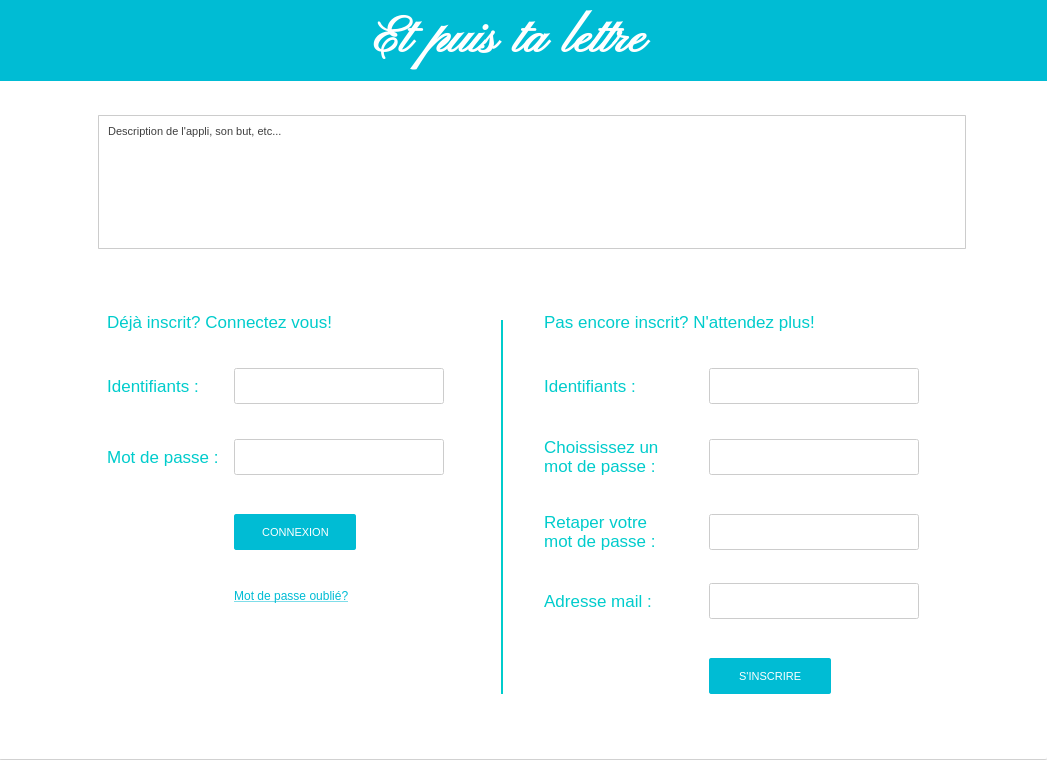 Et puis ta lettre
Description de l'appli, son but, etc...
Déjà inscrit? Connectez vous!
Identifiants :
Mot de passe :
CONNEXION
Mot de passe oublié?
Pas encore inscrit? N'attendez plus!
Identifiants :
Choississez un
mot de passe :
Retaper votre
mot de passe :
Adresse mail :
S'INSCRIRE